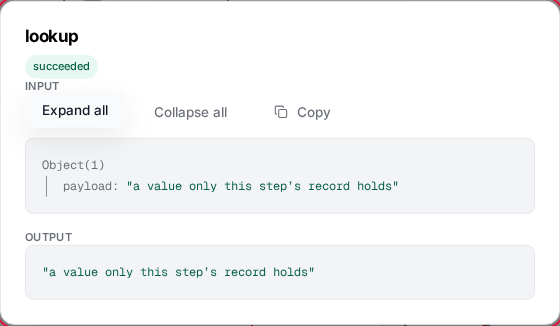 lookup
succeeded
INPUT
Expand all Collapse all Copy
Object(1)
payload: "a value only this step's record holds"
OUTPUT
"a value only this step's record holds"